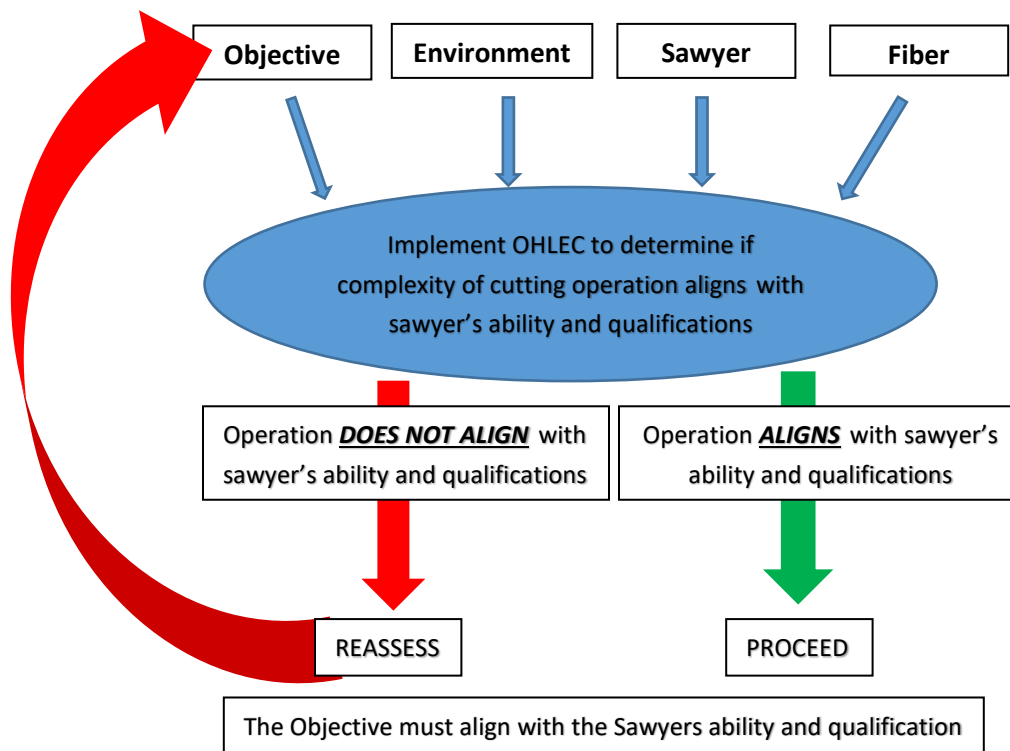 Objective
Environment
Sawyer
Fiber
Implement OHLEC to determine if
complexity of cutting operation aligns with
sawyer’s ability and qualifications
Operation DOES NOT ALIGN with
sawyer’s ability and qualifications
Operation ALIGNS with sawyer’s
ability and qualifications
REASSESS
PROCEED
The Objective must align with the Sawyers ability and qualification